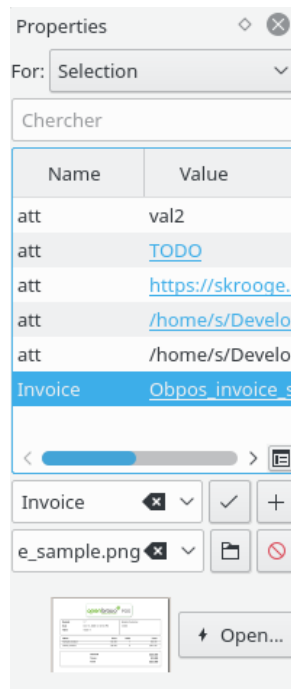 Properties
For: Selection
Chercher
Name Value
att val2
att TODO
att https://skrooge.
att /home/s/Develo
att /home/s/Develo
Invoice Obpos_invoice_s
Invoice
e_sample.png
Open...